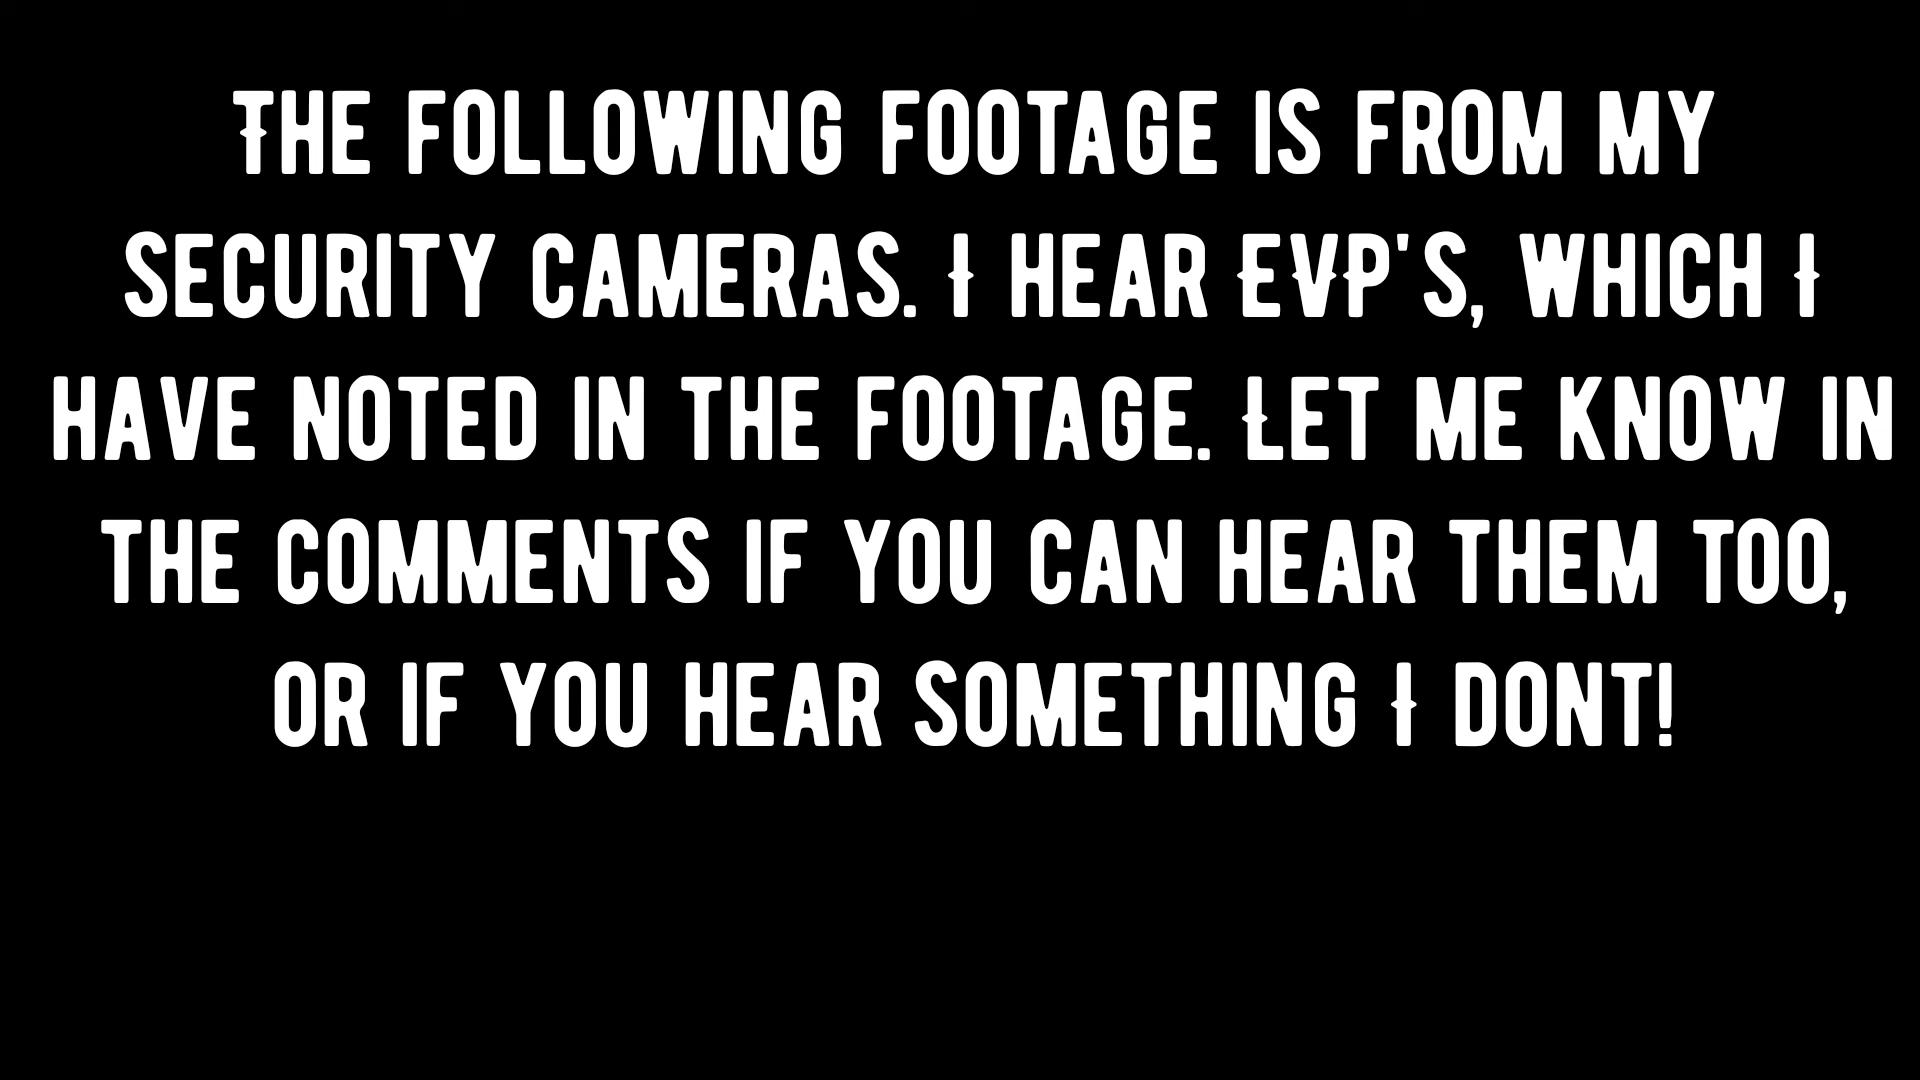 The following footage is from my
security cameras. I hear EVP's, which I
have noted in the footage. Let me know in
the comments if you can hear them too,
or if you hear something I dont!